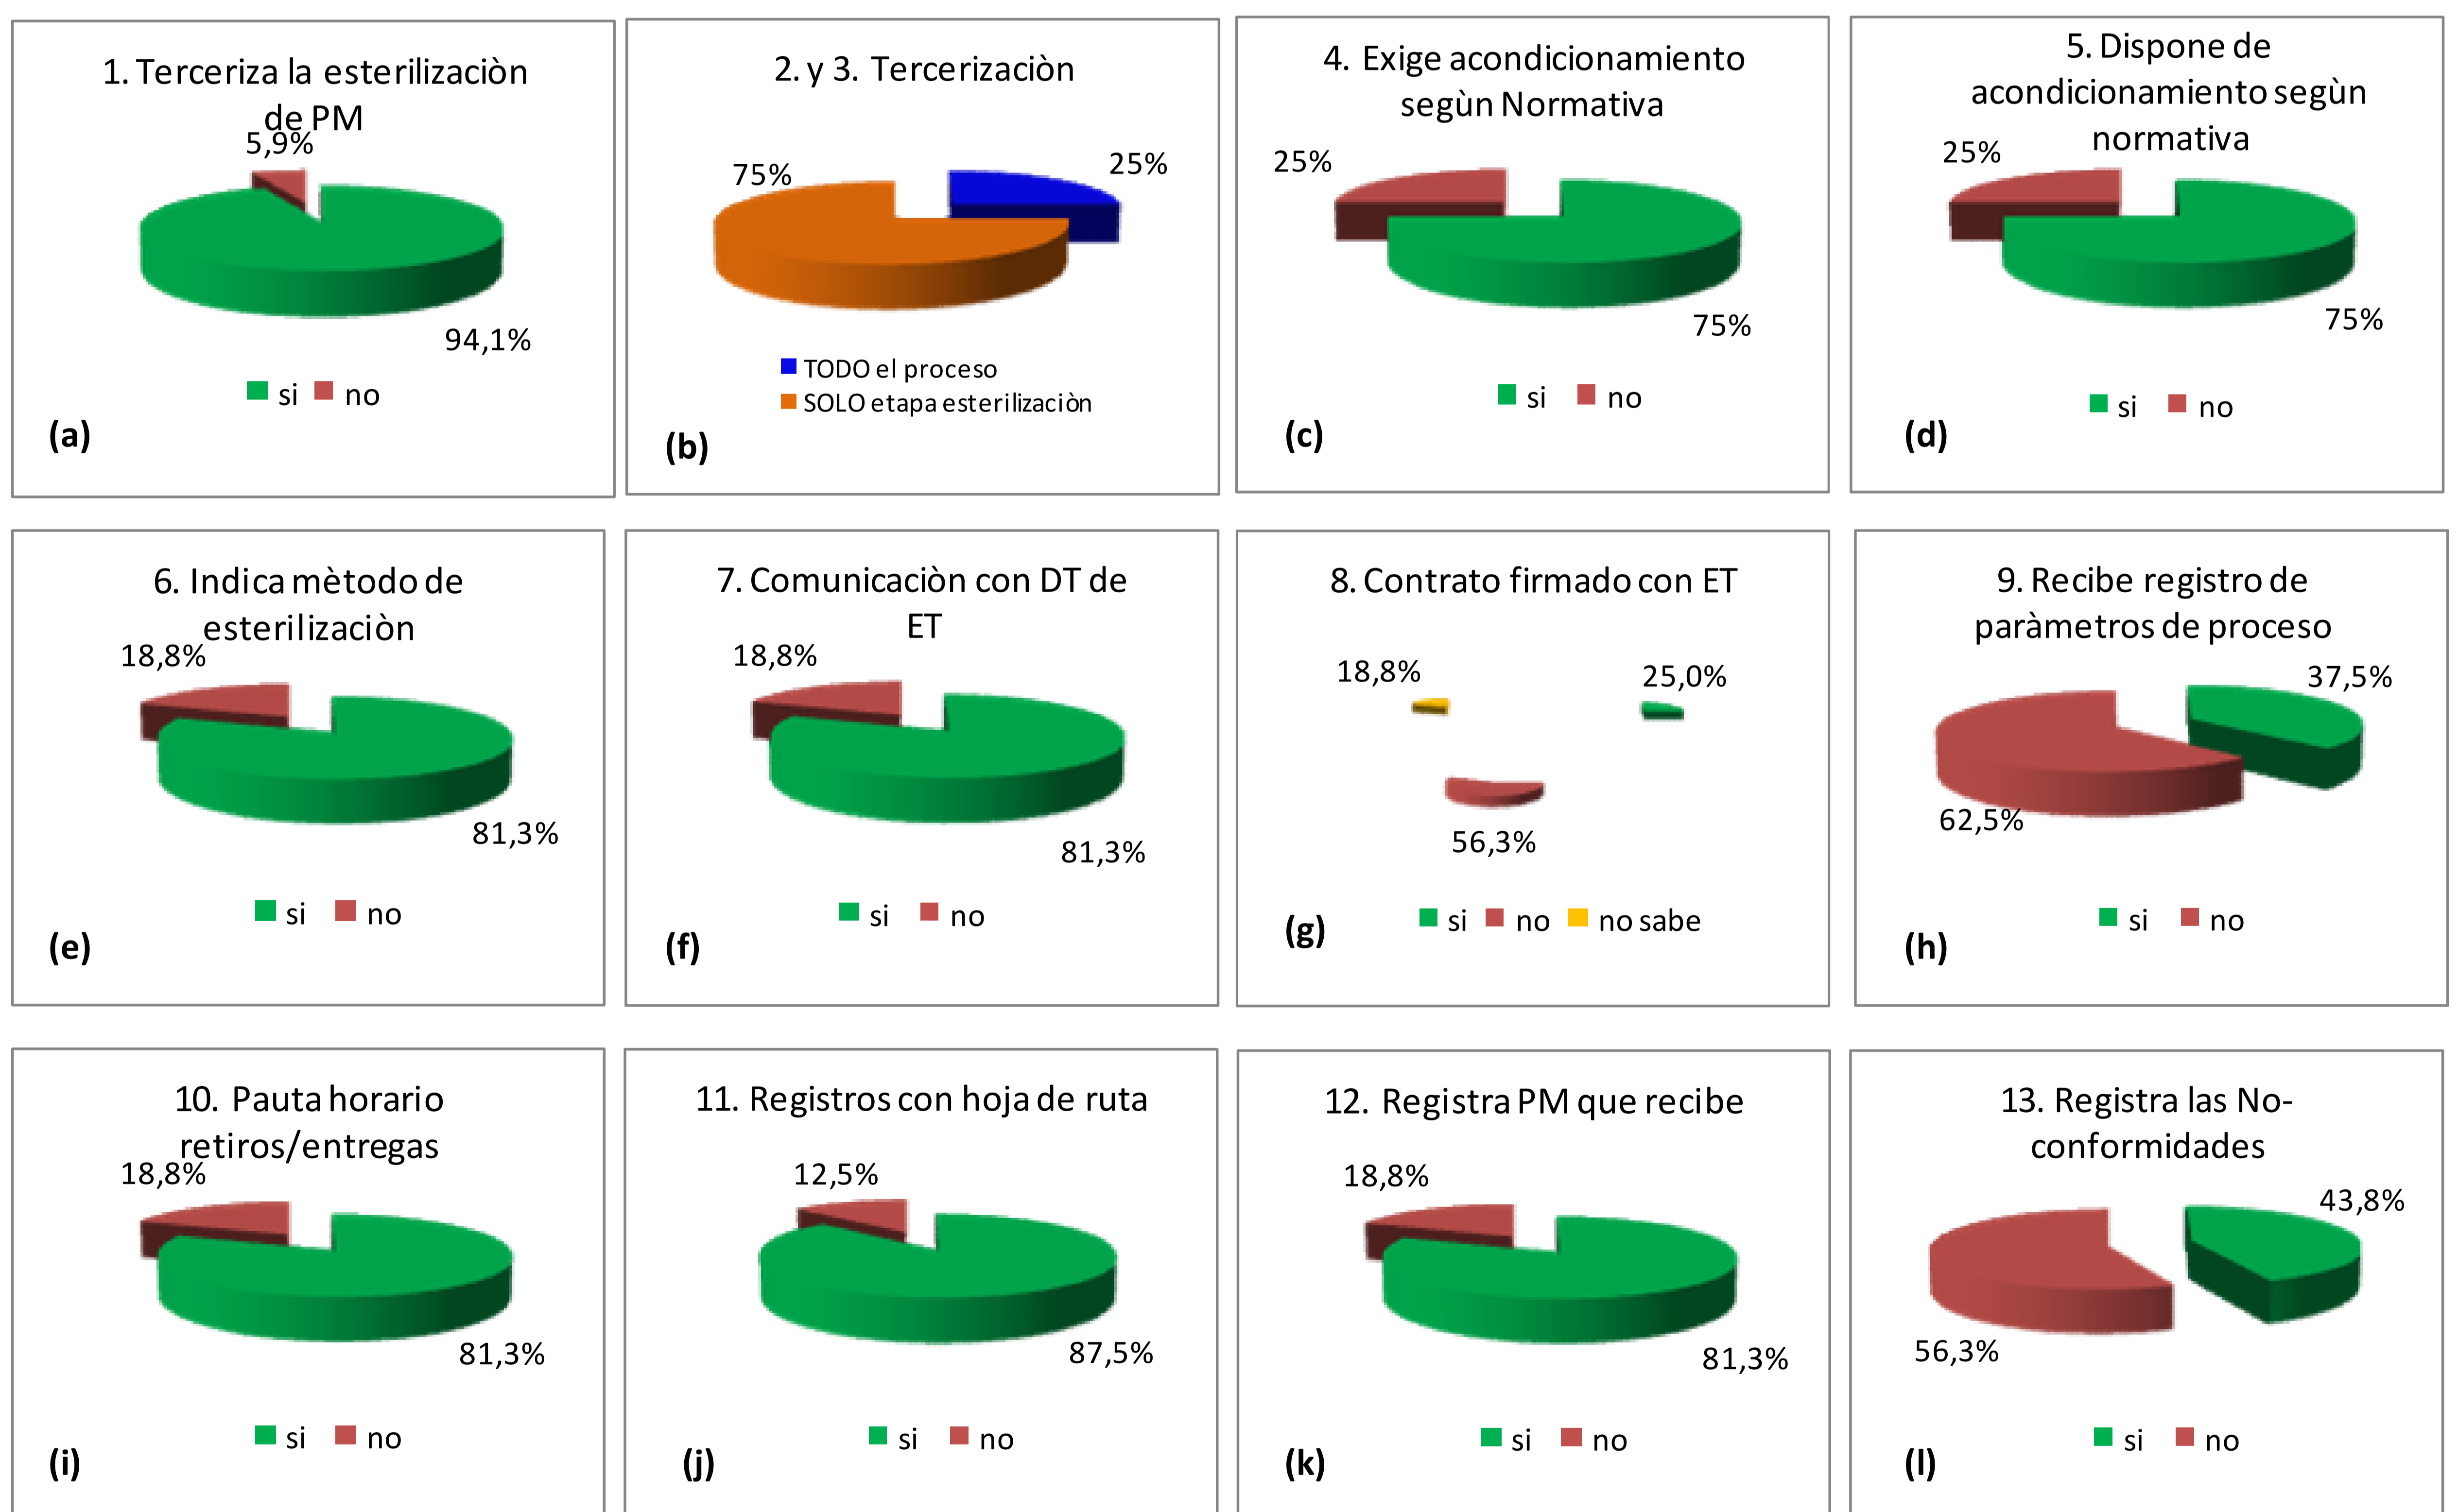 1. Terceriza la esterilizaciòn
de PM
5,9%
94,1%
si no
(a)
2. y 3. Tercerizaciòn
75%
25%
TODO el proceso
SOLO etapa esterilizaciòn
(b)
4. Exige acondicionamiento
segùn Normativa
25%
75%
si no
(c)
5. Dispone de
acondicionamiento segùn
normativa
25%
75%
si no
(d)
6. Indica mètodo de
esterilizaciòn
18,8%
81,3%
si no
(e)
7. Comunicaciòn con DT de
ET
18,8%
81,3%
si no
(f)
8. Contrato firmado con ET
18,8%
25,0%
56,3%
si no no sabe
(g)
9. Recibe registro de
paràmetros de proceso
37,5%
62,5%
si no
(h)
10. Pauta horario
retiros/entregas
18,8%
81,3%
si no
(i)
11. Registros con hoja de ruta
12,5%
87,5%
si no
(j)
12. Registra PM que recibe
18,8%
81,3%
si no
(k)
13. Registra las No-
conformidades
43,8%
56,3%
si no
(l)